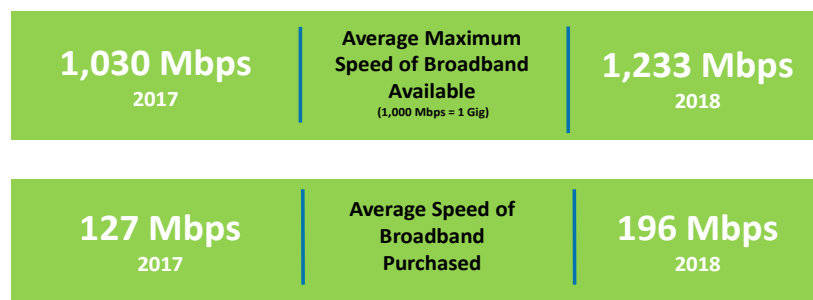 1,030 Mbps
2017
Average Maximum
Speed of Broadband
Available
(1,000 Mbps = 1 Gig)
1,233 Mbps
2018
127 Mbps
2017
Average Speed of
Broadband
Purchased
196 Mbps
2018